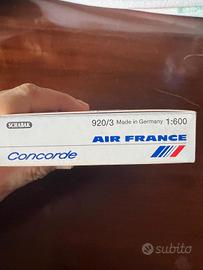 SCHABAK
920/3 Made in Germany 1:600
AIR FRANCE
Concorde
subito